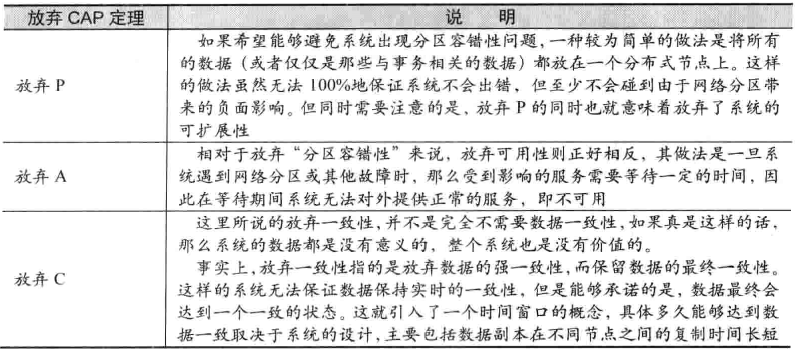 放弃 CAP 定理
说 明
放弃 P
如果希望能够避免系统出现分区容错性问题，一种较为简单的做法是将所有
的数据（或者仅仅是那些与事务相关的数据）都放在一个分布式节点上。这样
的做法虽然无法 100%地保证系统不会出错，但至少不会碰到由于网络分区带
来的负面影响。但同时需要注意的是，放弃 P 的同时也就意味着放弃了系统的
可扩展性
放弃 A
相对于放弃“分区容错性”来说，放弃可用性则正好相反，其做法是一旦系
统遇到网络分区或其他故障时，那么受到影响的服务需要等待一定的时间，因
此在等待期间系统无法对外提供正常的服务，即不可用
放弃 C
这里所说的放弃一致性，并不是完全不需要数据一致性，如果真是这样的话，
那么系统的数据都是没有意义的，整个系统也是没有价值的。
事实上，放弃一致性指的是放弃数据的强一致性，而保留数据的最终一致性。
这样的系统无法保证数据保持实时的一致性，但是能够承诺的是，数据最终会
达到一个一致的状态。这就引入了一个时间窗口的概念，具体多久能够达到数
据一致取决于系统的设计，主要包括数据副本在不同节点之间的复制时间长短